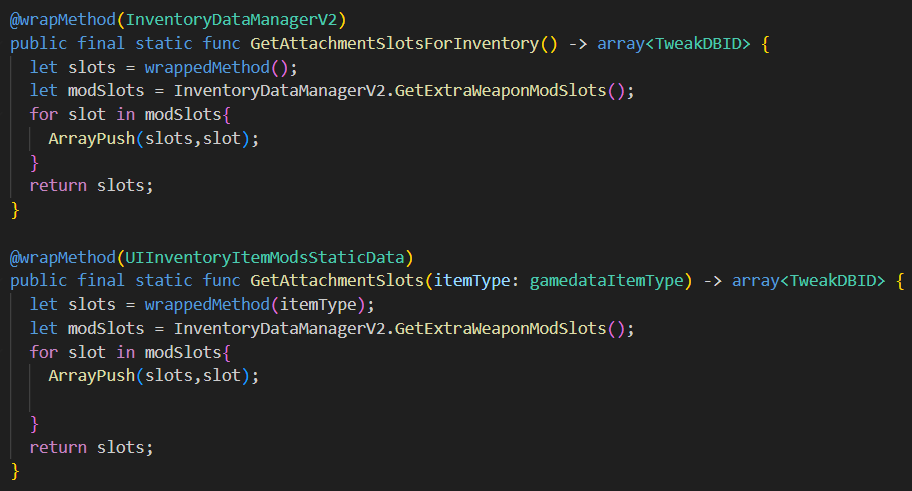 @wrapMethod(InventoryDataManagerV2)
public final static func GetAttachmentSlotsForInventory() -> array<TweakDBID> {
  let slots = wrappedMethod();
  let modSlots = InventoryDataManagerV2.GetExtraWeaponModSlots();
  for slot in modSlots{
    ArrayPush(slots,slot);
  }
  return slots;
}

@wrapMethod(UIInventoryItemModsStaticData)
public final static func GetAttachmentSlots(itemType: gamedataItemType) -> array<TweakDBID> {
  let slots = wrappedMethod(itemType);
  let modSlots = InventoryDataManagerV2.GetExtraWeaponModSlots();
  for slot in modSlots{
    ArrayPush(slots,slot);

  }
  return slots;
}